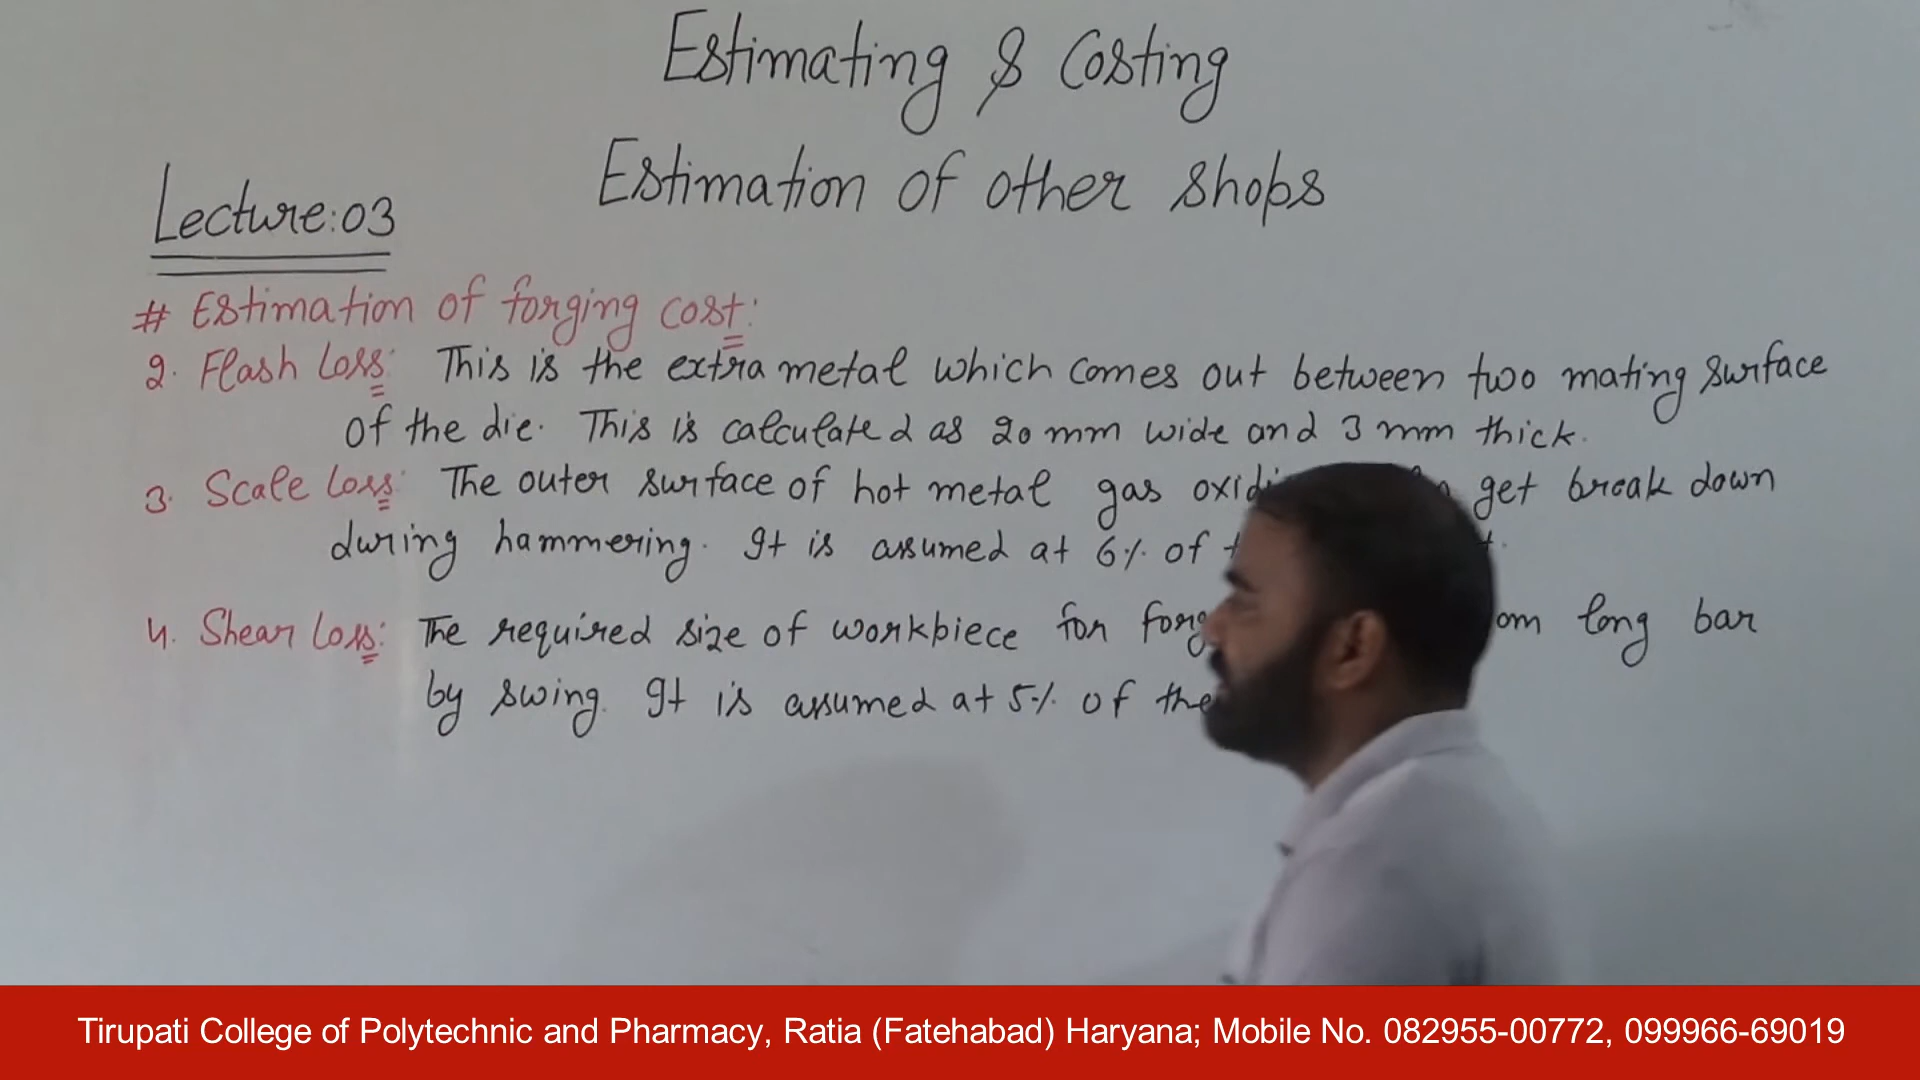 Estimating & Costing
Estimation of other shops
Lecture:03
# Estimation of forging cost:
2. Flash Loss: This is the extra metal which comes out between two mating surface
of the die. This is calculated as 20 mm wide and 3 mm thick.
3. Scale Loss: The outer surface of hot metal gas get break down
during hammering. It is assumed at 6% of
4. Shear Loss: The required size of workpiece for long bar
by swing. It is assumed at 5% of the
Tirupati College of Polytechnic and Pharmacy, Ratia (Fatehabad) Haryana; Mobile No. 082955-00772, 099966-69019